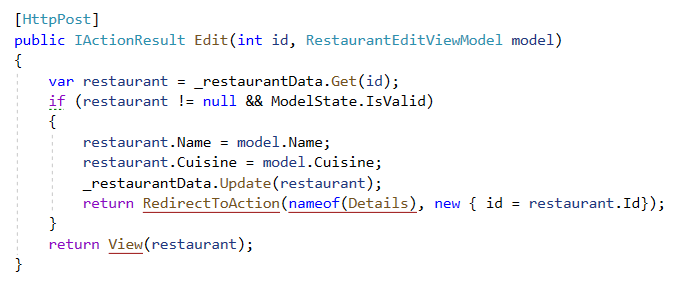 [HttpPost]
public IActionResult Edit(int id, RestaurantEditViewModel model)
{
    var restaurant = _restaurantData.Get(id);
    if (restaurant != null && ModelState.IsValid)
    {
        restaurant.Name = model.Name;
        restaurant.Cuisine = model.Cuisine;
        _restaurantData.Update(restaurant);
        return RedirectToAction(nameof(Details), new { id = restaurant.Id});
    }
    return View(restaurant);
}